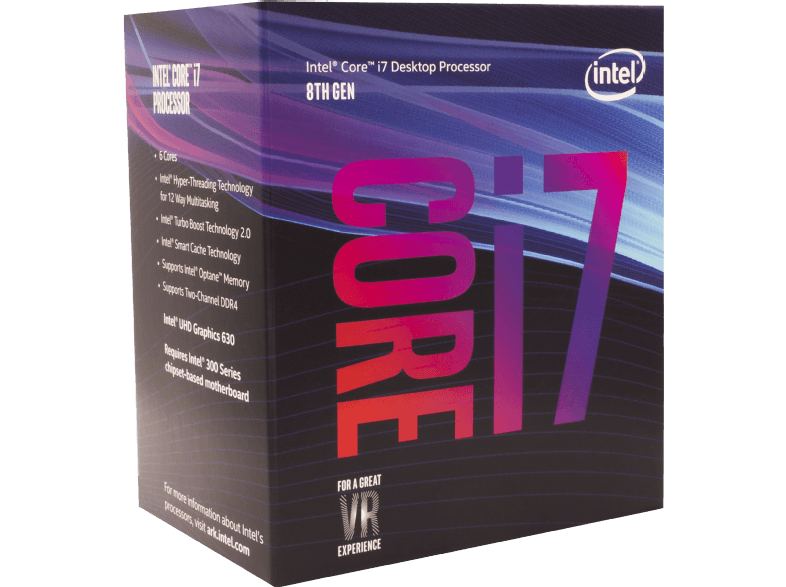 INTEL® CORE™ i7
PROCESSOR
• 6 Cores
• Intel® Hyper-Threading Technology
for 12 Way Multitasking
• Intel® Turbo Boost Technology 2.0
• Intel® Smart Cache Technology
• Supports Intel® Optane™ Memory
• Supports Two-Channel DDR4
Intel® UHD Graphics 630
Requires Intel® 300 Series
chipset-based motherboard
For more information about Intel's
processors, visit ark.intel.com
Intel® Core™ i7 Desktop Processor
8TH GEN
intel®
CORE i7
FOR A GREAT
VR
EXPERIENCE